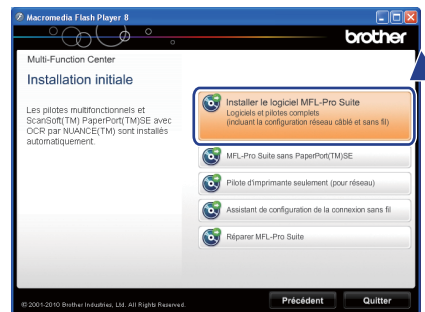 Macromedia Flash Player 8
brother
Multi-Function Center
Installation initiale
Les pilotes multifonctionnels et
ScanSoft(TM) PaperPort(TM)SE avec
OCR par NUANCE(TM) sont installés
automatiquement.
Installer le logiciel MFL-Pro Suite
Logiciels et pilotes complets
(incluant la configuration réseau câblé et sans fil)
MFL-Pro Suite sans PaperPort(TM)SE
Pilote d'imprimante seulement (pour réseau)
Assistant de configuration de la connexion sans fil
Réparer MFL-Pro Suite
© 2001-2010 Brother Industries, Ltd. All Rights Reserved.
Précédent
Quitter